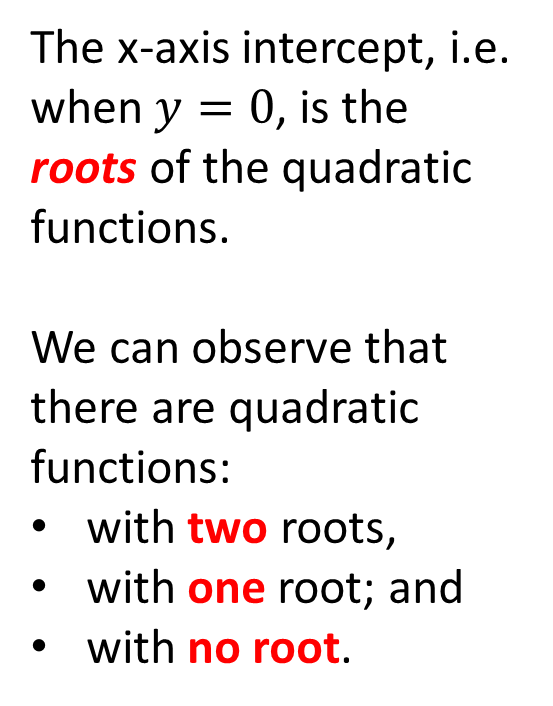 The x-axis intercept, i.e.
when y = 0, is the
roots of the quadratic
functions.
We can observe that
there are quadratic
functions:
• with two roots,
• with one root; and
• with no root.